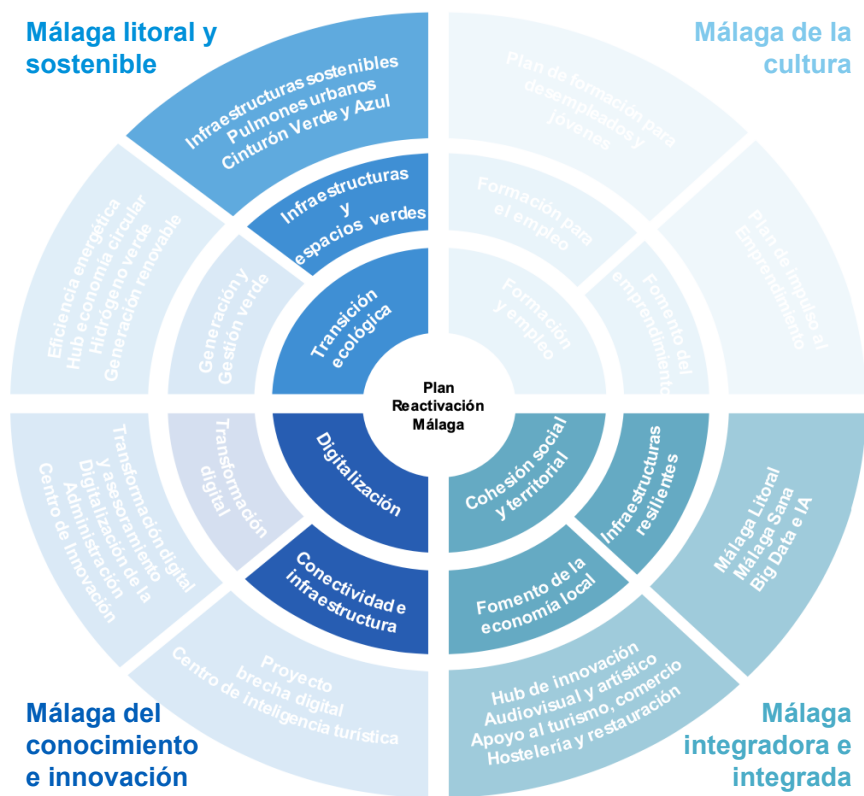 Málaga litoral y
sostenible
Málaga de la
cultura
Infraestructuras sostenibles
Pulmones urbanos
Cinturón Verde y Azul
Plan de formación para
desempleados y
jóvenes
Infraestructuras
y
espacios verdes
Formación para
el empleo
Eficiencia energética
Hub economía circular
Hidrógeno verde
Generación renovable
Generación y
Gestión verde
Transición
ecológica
Formación
y empleo
Fomento del
emprendimiento
Plan de impulso al
Emprendimiento
Plan
Reactivación
Málaga
Transformación digital
y asesoramiento
Digitalización de la
Administración
Centro de Innovación
Transformación
digital
Digitalización
Cohesión social
y territorial
Infraestructuras
resilientes
Málaga Litoral
Málaga Sana
Big Data e IA
Conectividad e
infraestructura
Fomento de la
economía local
Proyecto
brecha digital
Centro de inteligencia turística
Hub de innovación
Audiovisual y artístico
Apoyo al turismo, comercio
Hostelería y restauración
Málaga del
conocimiento
e innovación
Málaga
integradora e
integrada